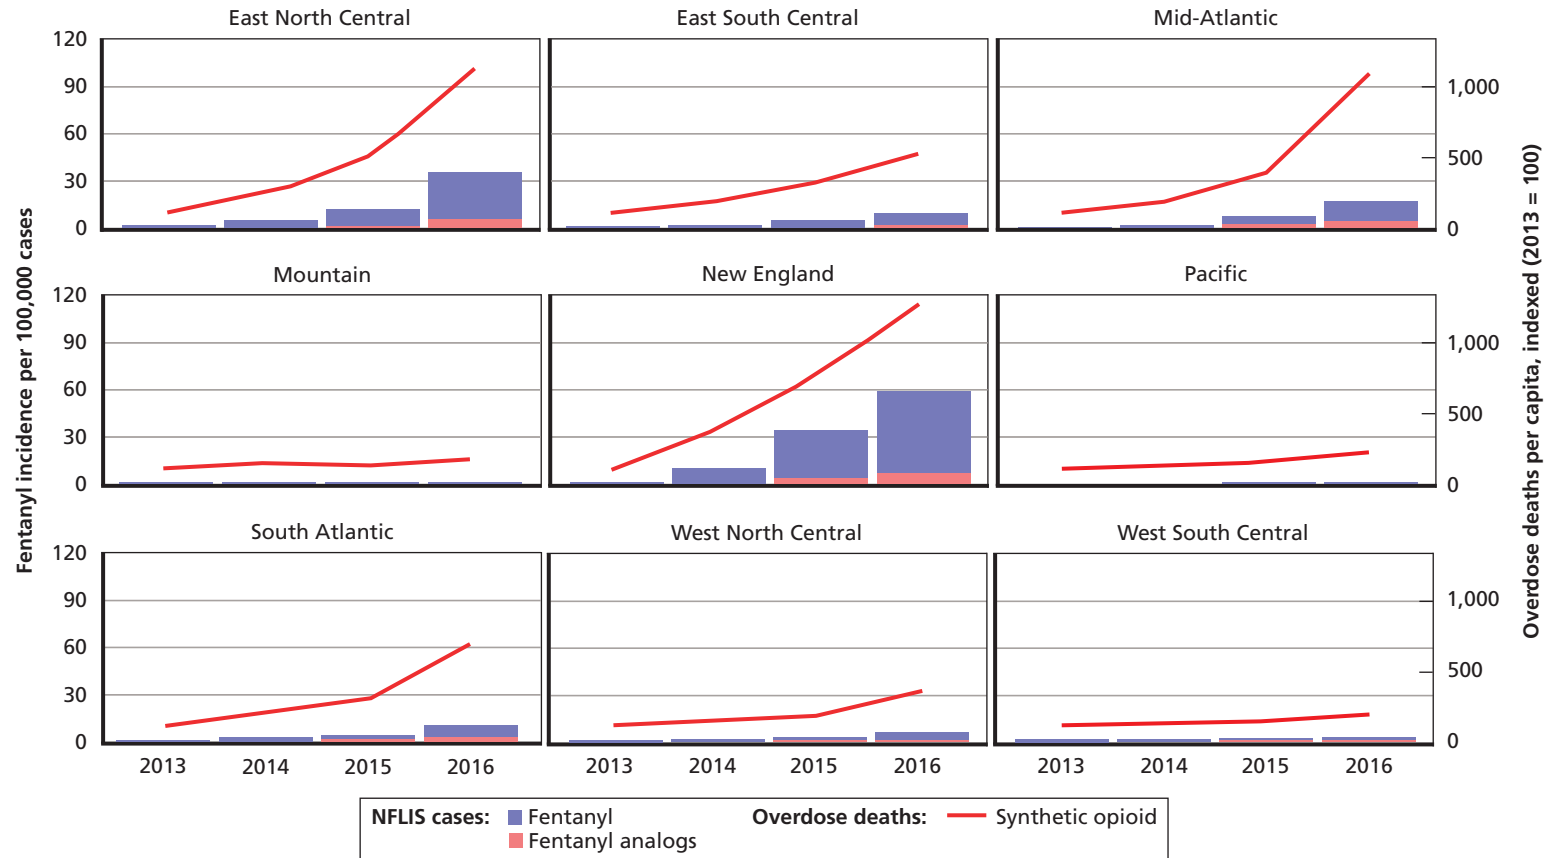 East North Central
East South Central
Mid-Atlantic
120
90
60
30
0
1,000
500
0
Mountain
New England
Pacific
120
90
60
30
0
1,000
500
0
South Atlantic
West North Central
West South Central
120
90
60
30
0
1,000
500
0
2013 2014 2015 2016
2013 2014 2015 2016
2013 2014 2015 2016
Fentanyl incidence per 100,000 cases
Overdose deaths per capita, indexed (2013 = 100)
NFLIS cases: Fentanyl Overdose deaths: Synthetic opioid
Fentanyl analogs